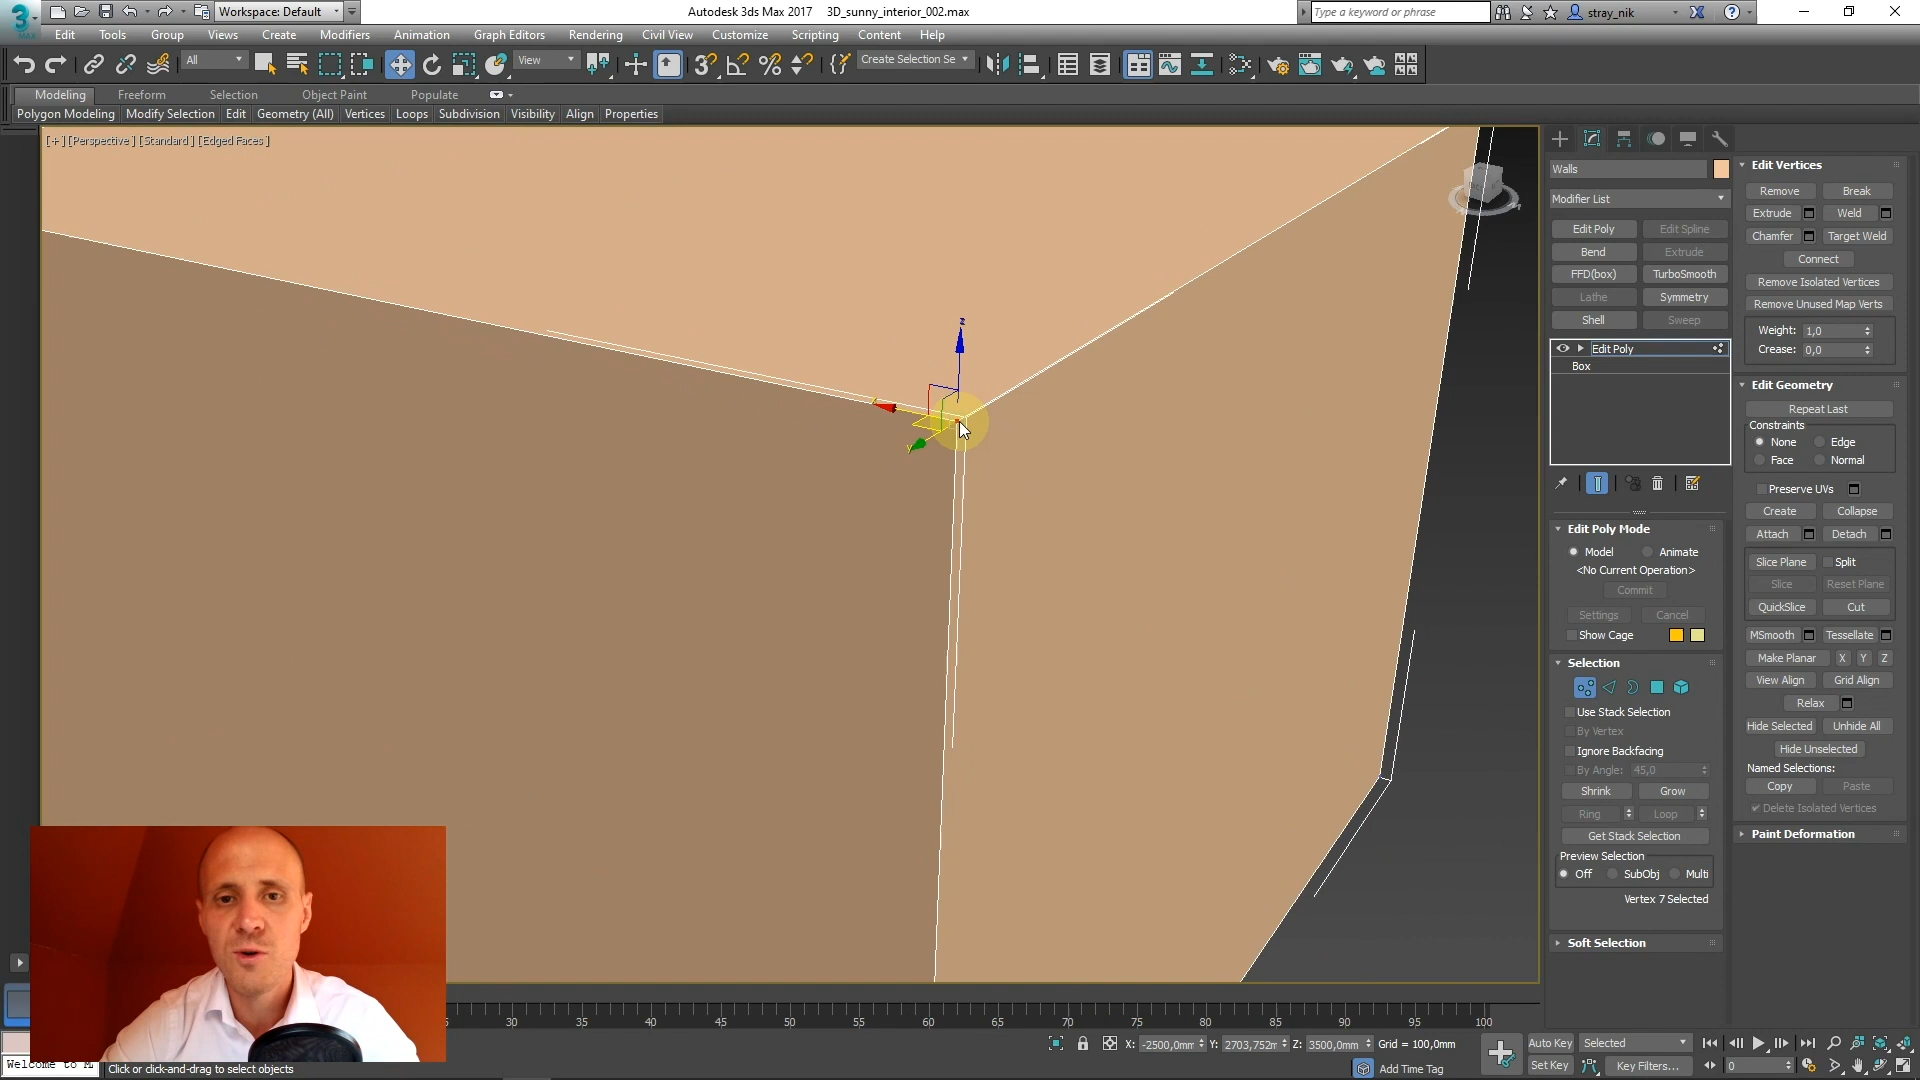 Workspace: Default
Autodesk 3ds Max 2017    3D_sunny_interior_002.max
Type a keyword or phrase
stray_nik
Edit Tools Group Views Create Modifiers Animation Graph Editors Rendering Civil View Customize Scripting Content Help
All View Create Selection Se
Modeling Freeform Selection Object Paint Populate
Polygon Modeling Modify Selection Edit Geometry (All) Vertices Loops Subdivision Visibility Align Properties
[+] [Perspective] [Standard] [Edged Faces]
z
x
y
Walls
Modifier List
Edit Poly Edit Spline
Bend Extrude
FFD(box) TurboSmooth
Lathe Symmetry
Shell Sweep
Edit Poly
Box
Edit Poly Mode
Model Animate
<No Current Operation>
Commit
Settings Cancel
Show Cage
Selection
Use Stack Selection
By Vertex
Ignore Backfacing
By Angle: 45,0
Shrink Grow
Ring Loop
Get Stack Selection
Preview Selection
Off SubObj Multi
Vertex 7 Selected
Soft Selection
Edit Vertices
Remove Break
Extrude Weld
Chamfer Target Weld
Connect
Remove Isolated Vertices
Remove Unused Map Verts
Weight: 1,0
Crease: 0,0
Edit Geometry
Repeat Last
Constraints
None Edge
Face Normal
Preserve UVs
Create Collapse
Attach Detach
Slice Plane Split
Slice Reset Plane
QuickSlice Cut
MSmooth Tessellate
Make Planar X Y Z
View Align Grid Align
Relax
Hide Selected Unhide All
Hide Unselected
Named Selections:
Copy Paste
Delete Isolated Vertices
Paint Deformation
30 35 40 45 50 55 60 65 70 75 80 85 90 95 100
X: -2500,0mm Y: 2703,752m Z: 3500,0mm Grid = 100,0mm
Auto Key Selected
Welcome to M
Click or click-and-drag to select objects
Add Time Tag
Set Key Key Filters... 0